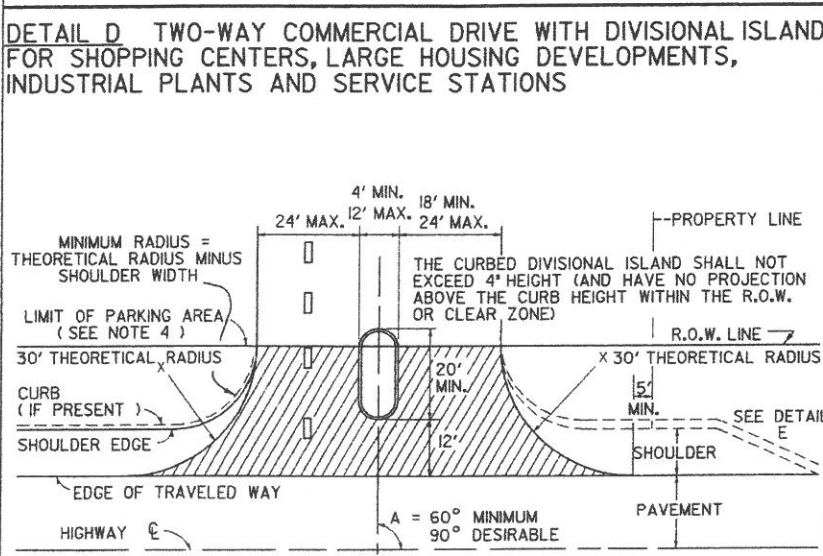 DETAIL D TWO-WAY COMMERCIAL DRIVE WITH DIVISIONAL ISLAND
FOR SHOPPING CENTERS, LARGE HOUSING DEVELOPMENTS,
INDUSTRIAL PLANTS AND SERVICE STATIONS
4' MIN.
12' MAX.
18' MIN.
24' MAX.
24' MAX.
PROPERTY LINE
MINIMUM RADIUS =
THEORETICAL RADIUS MINUS
SHOULDER WIDTH
THE CURBED DIVISIONAL ISLAND SHALL NOT
EXCEED 4" HEIGHT (AND HAVE NO PROJECTION
ABOVE THE CURB HEIGHT WITHIN THE R.O.W.
OR CLEAR ZONE)
LIMIT OF PARKING AREA
( SEE NOTE 4 )
R.O.W. LINE
30' THEORETICAL RADIUS
X
X 30' THEORETICAL RADIUS
20'
MIN.
5'
MIN.
CURB
( IF PRESENT )
SEE DETAIL
E
SHOULDER EDGE
12'
SHOULDER
EDGE OF TRAVELED WAY
PAVEMENT
HIGHWAY ℄
A = 60° MINIMUM
90° DESIRABLE